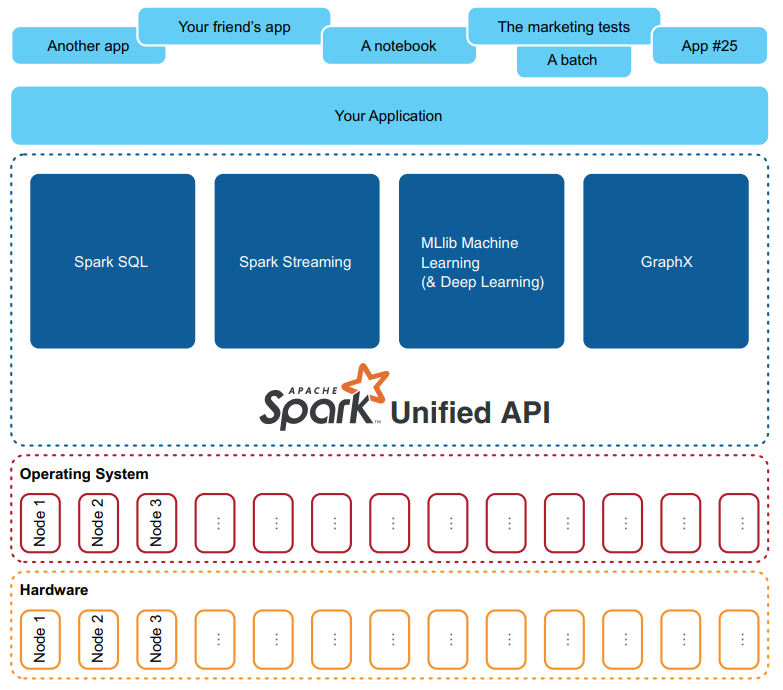 Your friend's app
The marketing tests
Another app
A notebook
App #25
A batch
Your Application
Spark SQL
Spark Streaming
MLlib Machine
Learning
(& Deep Learning)
GraphX
APACHE
Spark™ Unified API
Operating System
Node 1
Node 2
Node 3
...
...
...
...
...
...
...
...
...
...
Hardware
Node 1
Node 2
Node 3
...
...
...
...
...
...
...
...
...
...